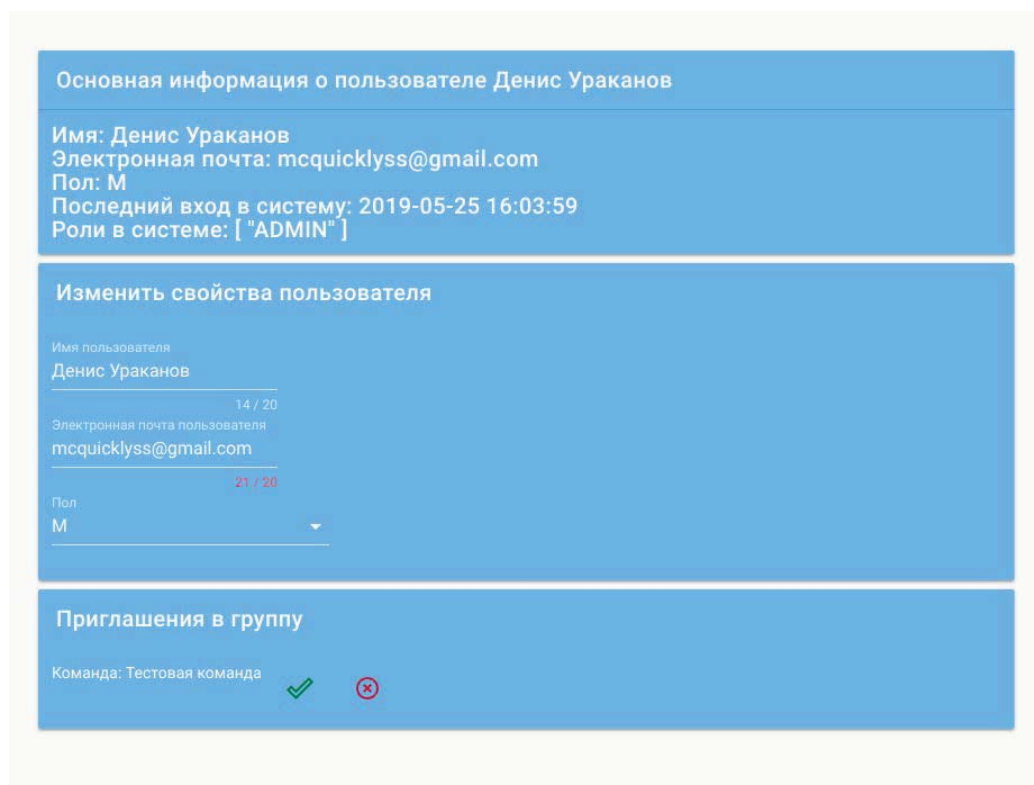 Основная информация о пользователе Денис Ураканов
Имя: Денис Ураканов
Электронная почта: mcquicklyss@gmail.com
Пол: М
Последний вход в систему: 2019-05-25 16:03:59
Роли в системе: [ "ADMIN" ]
Изменить свойства пользователя
Имя пользователя
Денис Ураканов
14 / 20
Электронная почта пользователя
mcquicklyss@gmail.com
21 / 20
Пол
М
Приглашения в группу
Команда: Тестовая команда